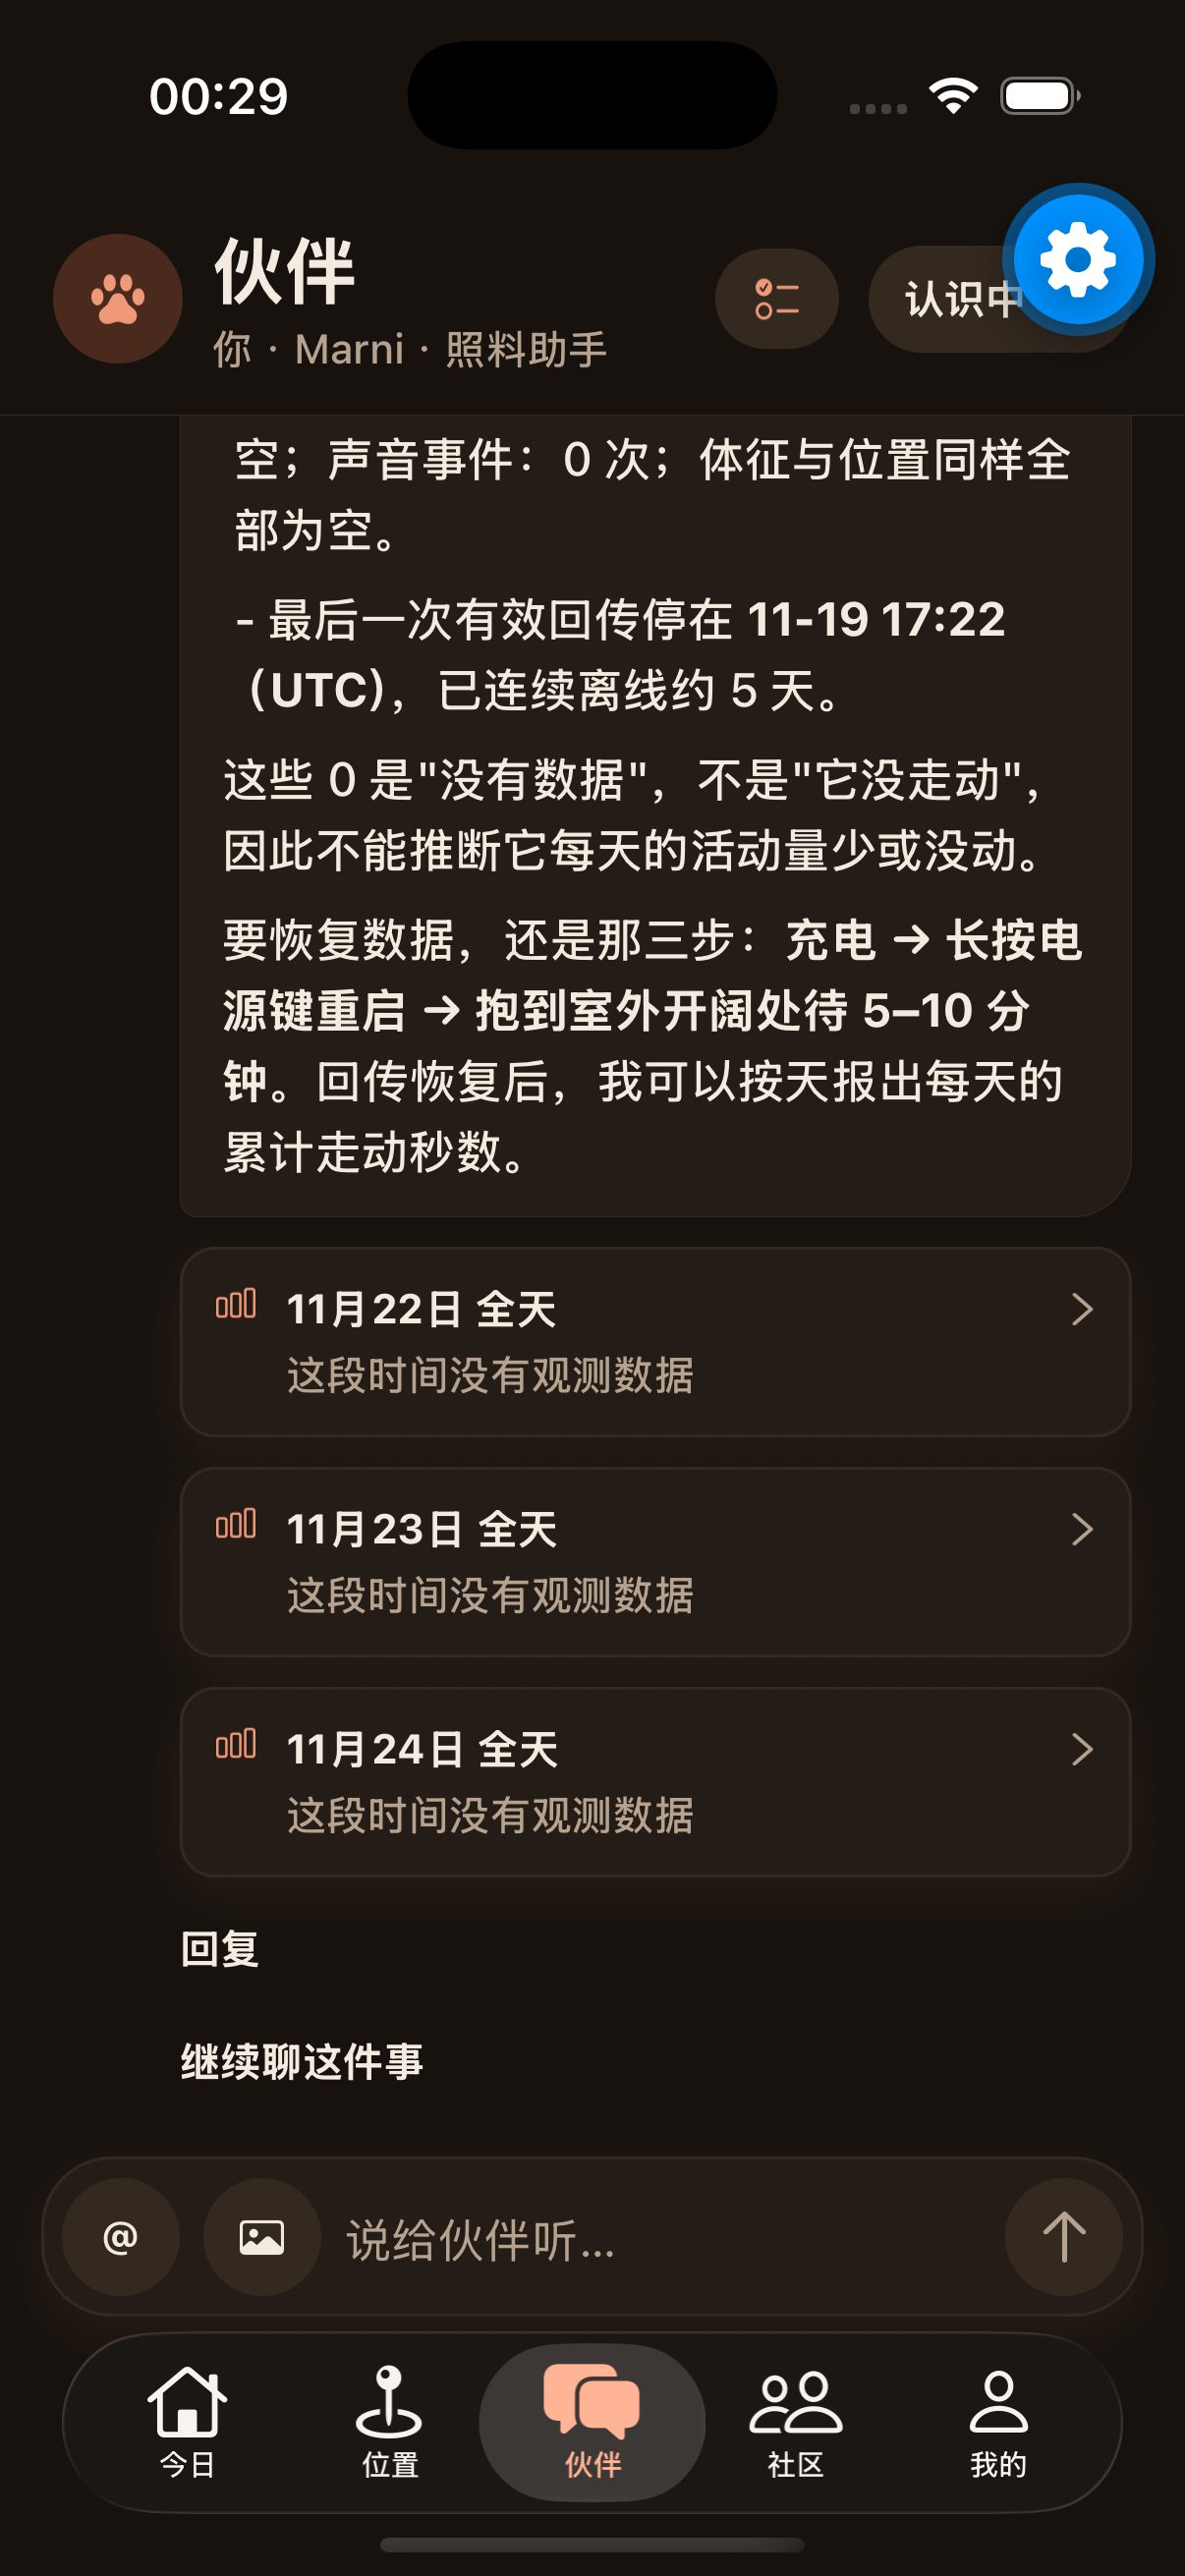 00:29
伙伴
你 · Marni · 照料助手
认识中
空；声音事件：0 次；体征与位置同样全
部为空。
- 最后一次有效回传停在 11-19 17:22
（UTC），已连续离线约 5 天。
这些 0 是"没有数据"，不是"它没走动"，
因此不能推断它每天的活动量少或没动。
要恢复数据，还是那三步：充电 → 长按电
源键重启 → 抱到室外开阔处待 5–10 分
钟。回传恢复后，我可以按天报出每天的
累计走动秒数。
11月22日 全天
这段时间没有观测数据
11月23日 全天
这段时间没有观测数据
11月24日 全天
这段时间没有观测数据
回复
继续聊这件事
@
说给伙伴听...
今日
位置
伙伴
社区
我的